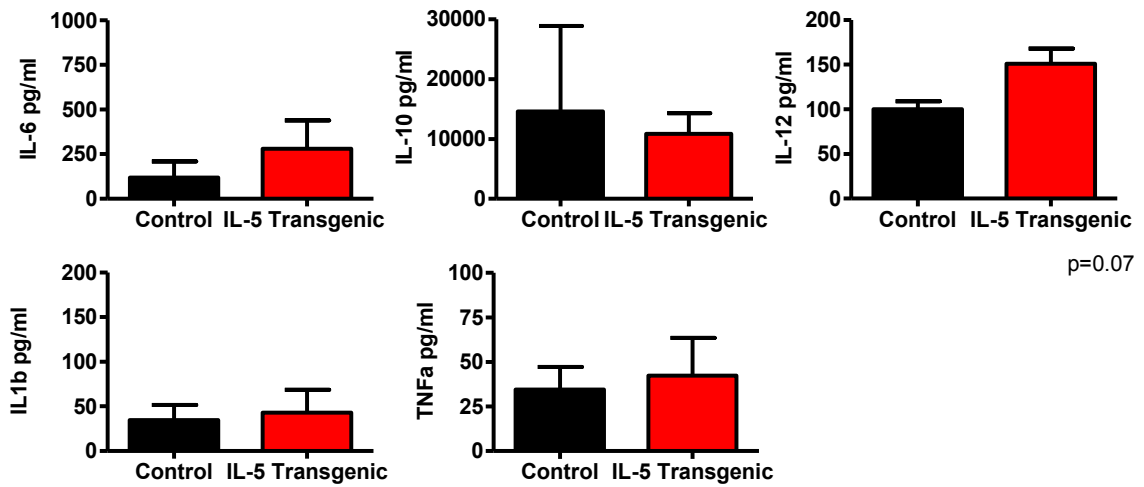 IL-6 pg/ml
1000
750
500
250
0
Control IL-5 Transgenic
IL-10 pg/ml
30000
20000
10000
0
Control IL-5 Transgenic
IL-12 pg/ml
200
150
100
50
0
Control IL-5 Transgenic
p=0.07
IL1b pg/ml
200
150
100
50
0
Control IL-5 Transgenic
TNFa pg/ml
100
75
50
25
0
Control IL-5 Transgenic